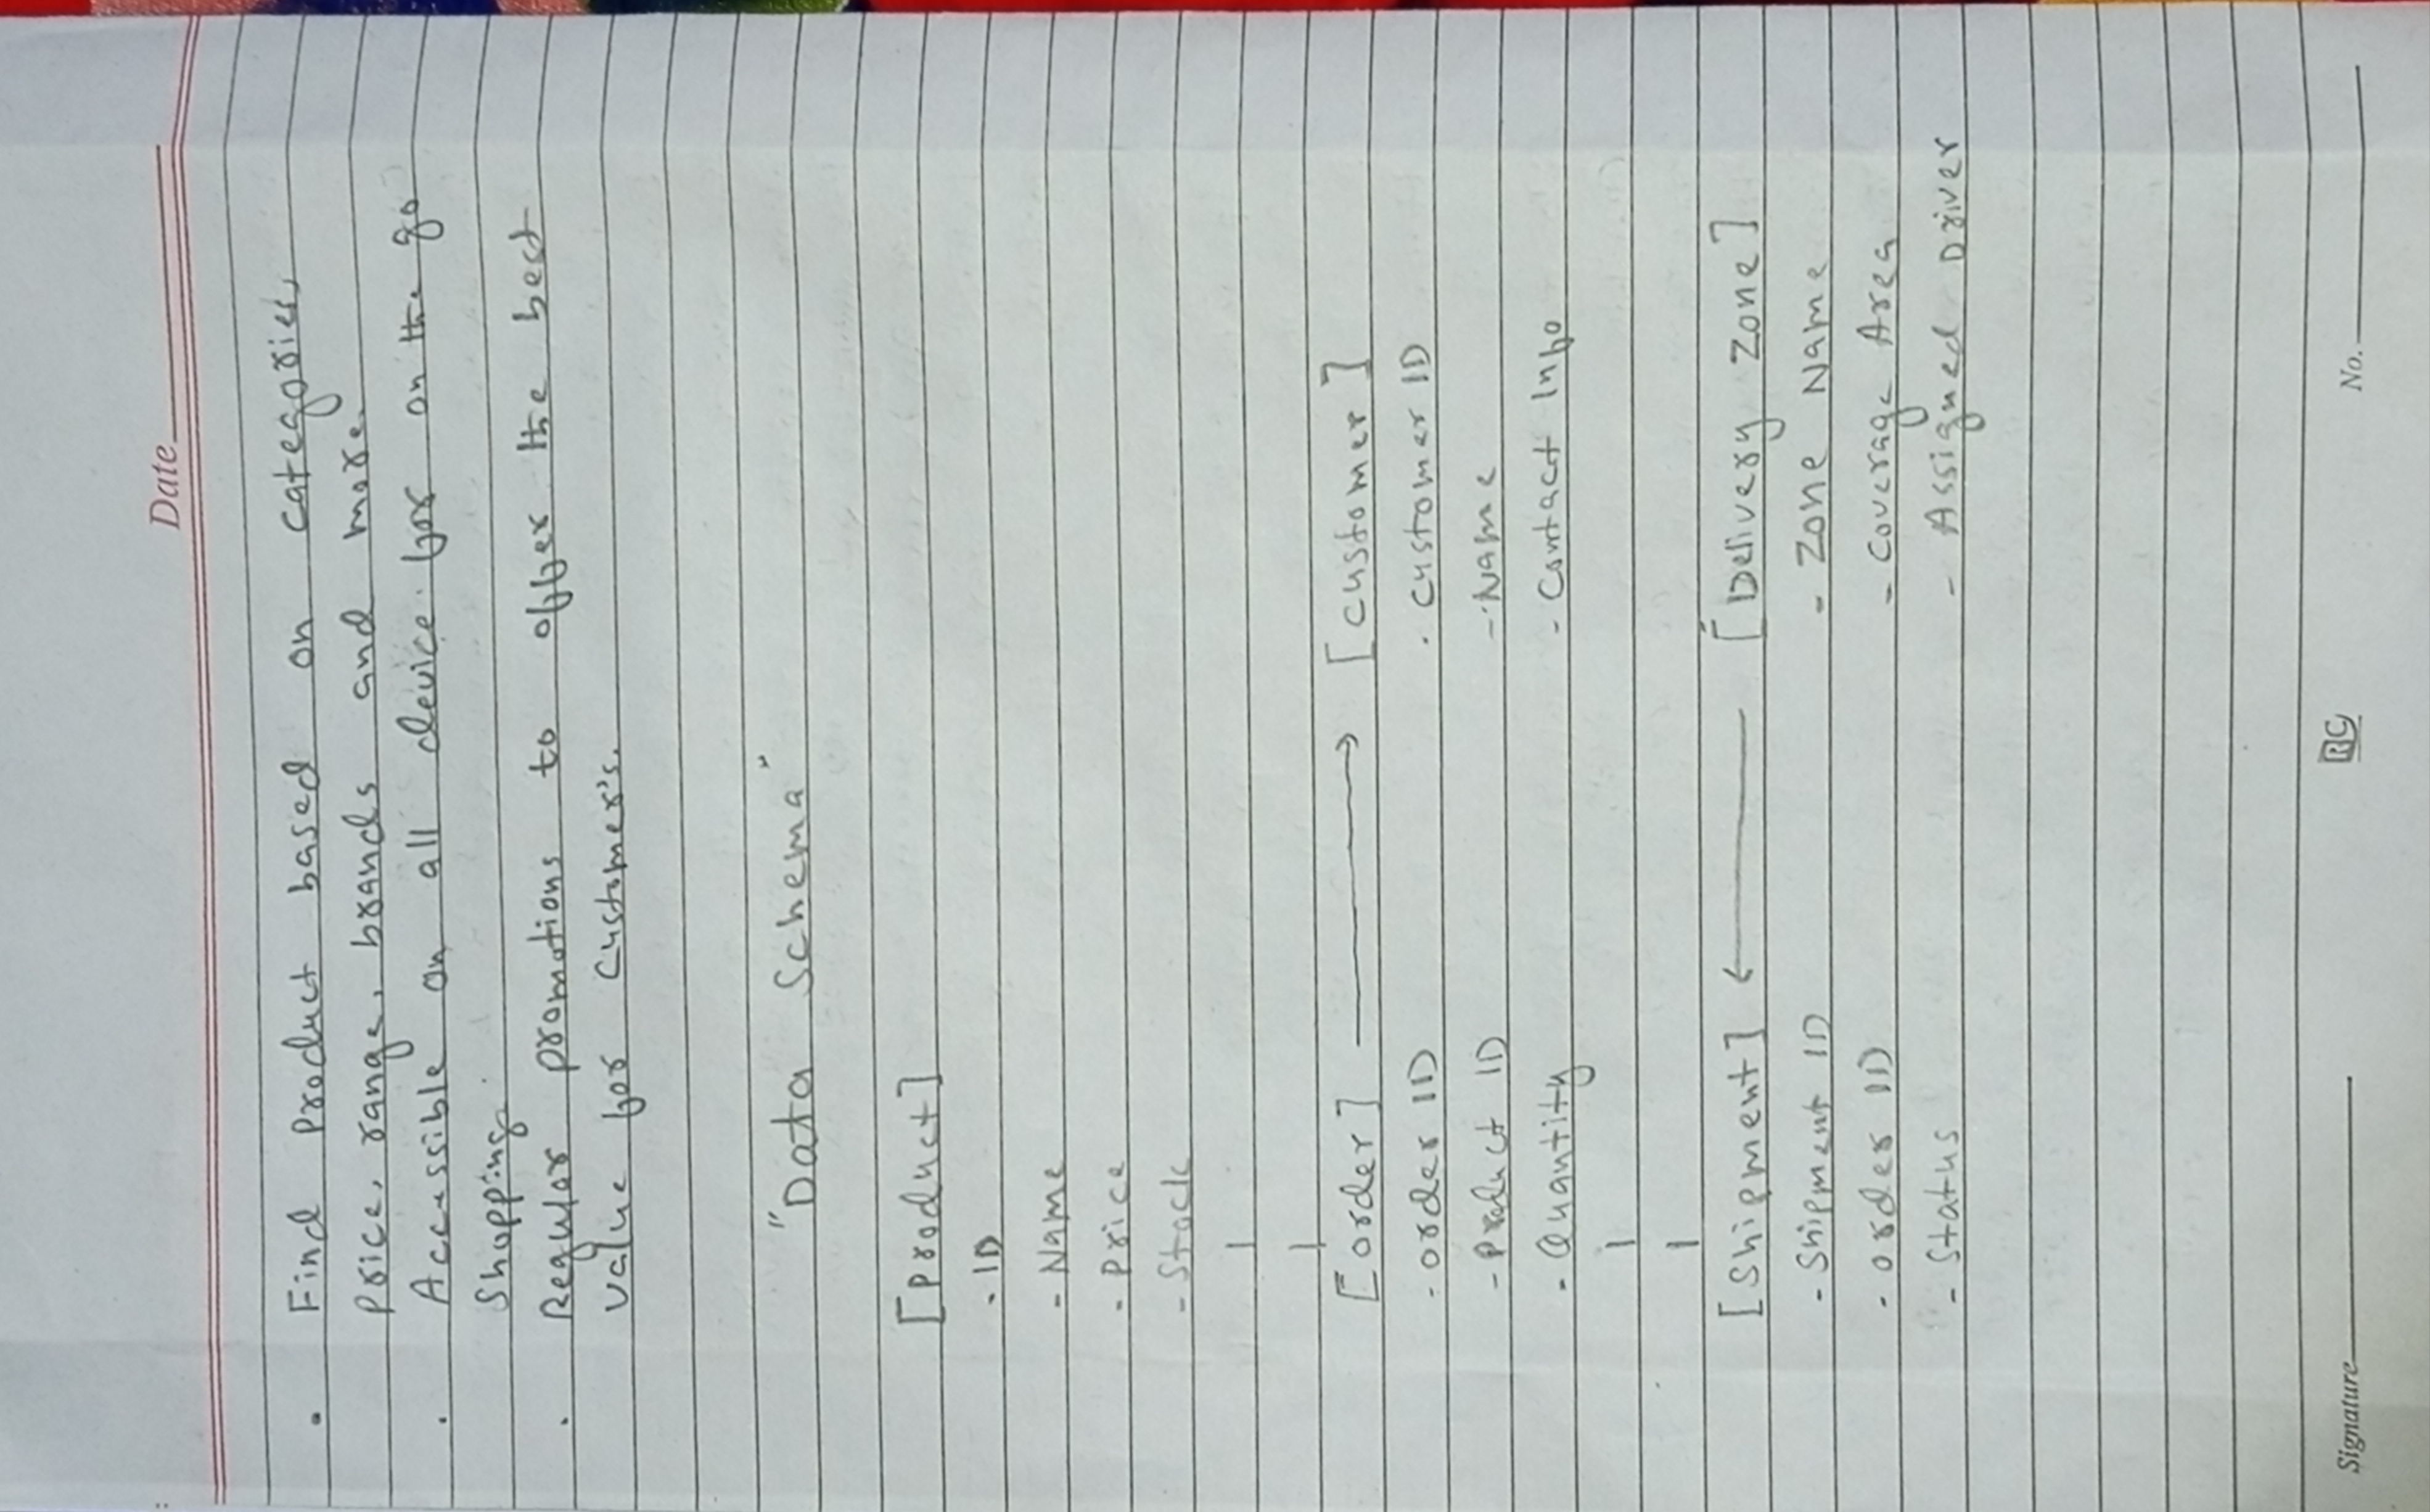 Date
. Find Product based on categories,
price, range, brands and more.
. Accessible on all device for on the go
Shopping.
. Regular promotions to offer the best
value for Customer's.
"Data Schema"
[Product]
- ID
- Name
- Price
- Stock
|
|
[order] ⟶ [customer]
- order ID - customer ID
- Product ID - Name
- Quantity - Contact Info
|
|
[Shipment] ⟵ [Delivery Zone]
- Shipment ID - Zone Name
- order ID - Coverage Area
- Status - Assigned Driver
Signature RC No.